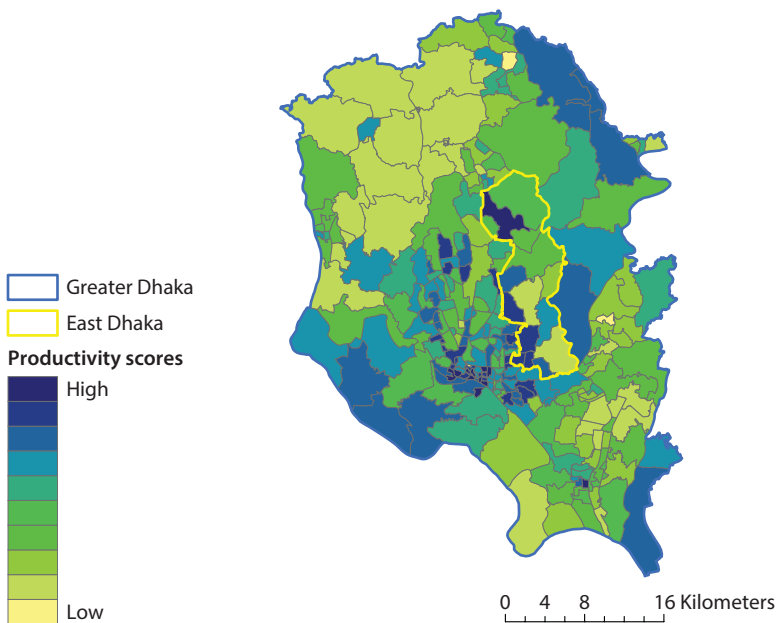 Greater Dhaka
East Dhaka
Productivity scores
High
Low
0 4 8 16 Kilometers